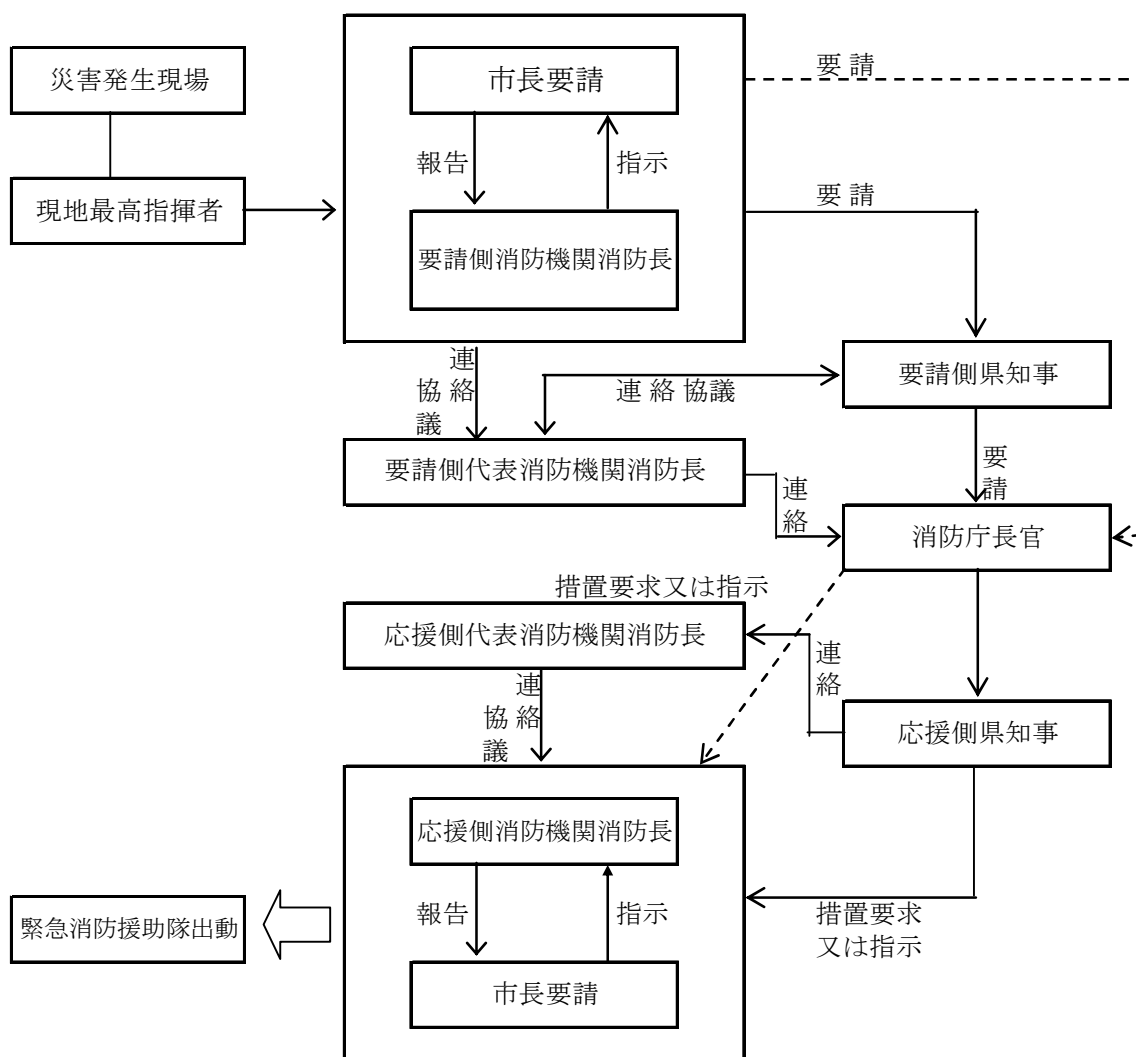 災害発生現場
市長要請
要 請
報告
指示
現地最高指揮者
要 請
要請側消防機関消防長
連
協 絡
議
連 絡 協議
要請側県知事
要請側代表消防機関消防長
連
絡
要
請
消防庁長官
措置要求又は指示
応援側代表消防機関消防長
連
絡
連
協 絡
議
応援側県知事
応援側消防機関消防長
報告
指示
緊急消防援助隊出動
措置要求
又は指示
市長要請